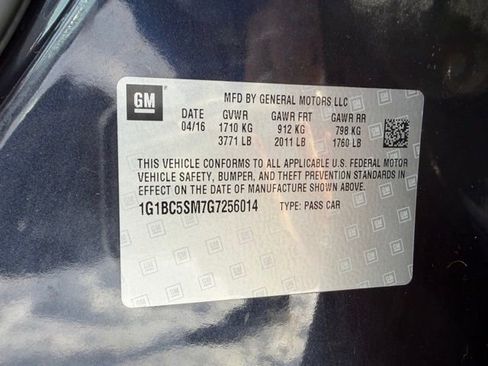 GM
MFD BY GENERAL MOTORS LLC
DATE GVWR GAWR FRT GAWR RR
04/16 1710 KG 912 KG 798 KG
3771 LB 2011 LB 1760 LB
THIS VEHICLE CONFORMS TO ALL APPLICABLE U.S. FEDERAL MOTOR
VEHICLE SAFETY, BUMPER, AND THEFT PREVENTION STANDARDS IN
EFFECT ON THE DATE OF MANUFACTURE SHOWN ABOVE.
1G1BC5SM7G7256014 TYPE: PASS CAR